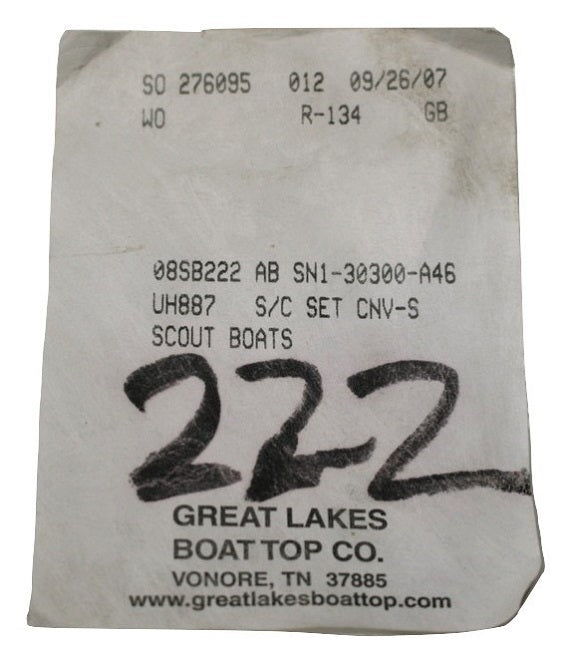 SO 276095 012 09/26/07
WO R-134 GB
08SB222 AB SN1-30300-A46
UH887 S/C SET CNV-S
SCOUT BOATS
222
GREAT LAKES
BOAT TOP CO.
VONORE, TN 37885
www.greatlakesboattop.com